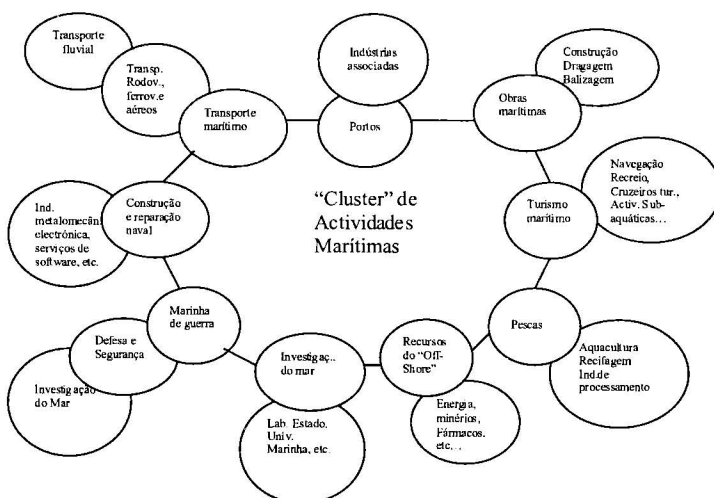 Transporte
fluvial
Transp.
Rodov.,
ferrov.e
aéreos
Transporte
marítimo
Indústrias
associadas
Portos
Construção
Dragagem
Balizagem
Obras
marítimas
Navegação
Recreio,
Cruzeiros tur.,
Activ. Sub-
aquáticas…
Turismo
marítimo
"Cluster" de
Actividades
Marítimas
Construção
e reparação
naval
Ind.
metalomecân
electrónica,
serviços de
software, etc.
Marinha
de guerra
Defesa e
Segurança
Investigação
do Mar
Investigaç..
do mar
Lab. Estado.
Univ.
Marinha, etc.
Recursos
do "Off-
Shore"
Energia,
minérios,
Fármacos.
etc…
Pescas
Aquacultura
Recifagem
Ind.de
processamento